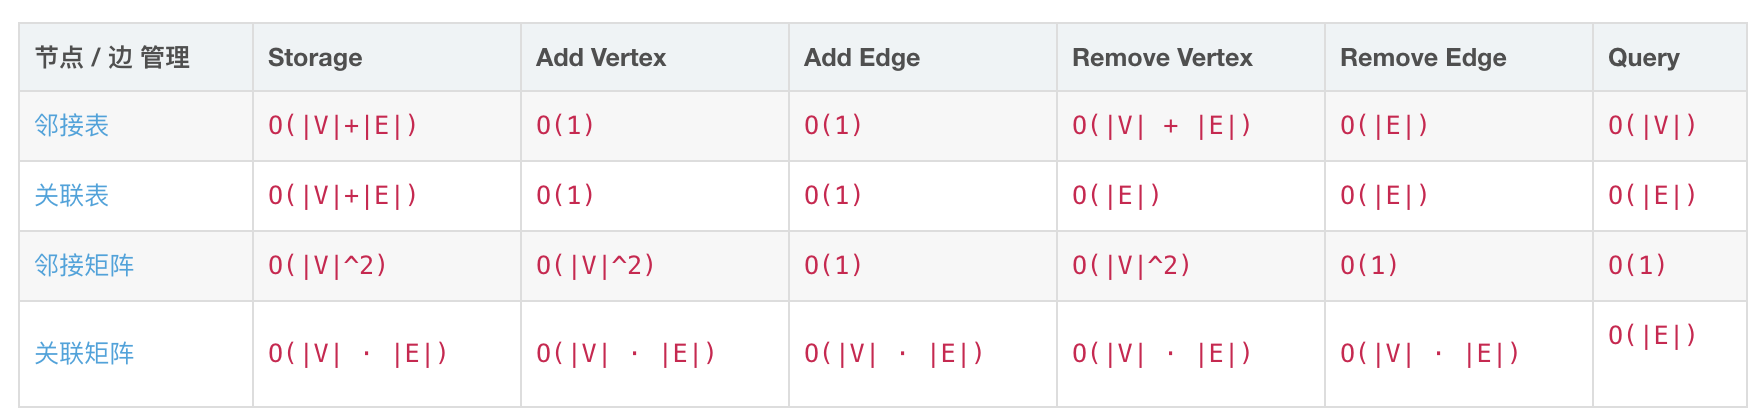 节点 / 边 管理 Storage Add Vertex Add Edge Remove Vertex Remove Edge Query
邻接表 O(|V|+|E|) O(1) O(1) O(|V| + |E|) O(|E|) O(|V|)
关联表 O(|V|+|E|) O(1) O(1) O(|E|) O(|E|) O(|E|)
邻接矩阵 O(|V|^2) O(|V|^2) O(1) O(|V|^2) O(1) O(1)
关联矩阵 O(|V| · |E|) O(|V| · |E|) O(|V| · |E|) O(|V| · |E|) O(|V| · |E|) O(|E|)